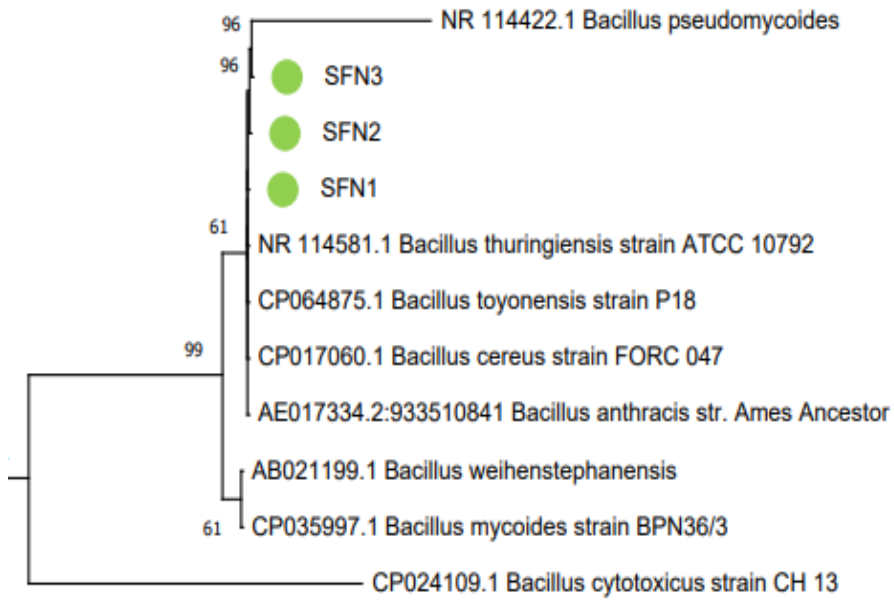 96
NR 114422.1 Bacillus pseudomycoides
96
SFN3
SFN2
SFN1
61
NR 114581.1 Bacillus thuringiensis strain ATCC 10792
CP064875.1 Bacillus toyonensis strain P18
99
CP017060.1 Bacillus cereus strain FORC 047
AE017334.2:933510841 Bacillus anthracis str. Ames Ancestor
AB021199.1 Bacillus weihenstephanensis
61
CP035997.1 Bacillus mycoides strain BPN36/3
CP024109.1 Bacillus cytotoxicus strain CH 13